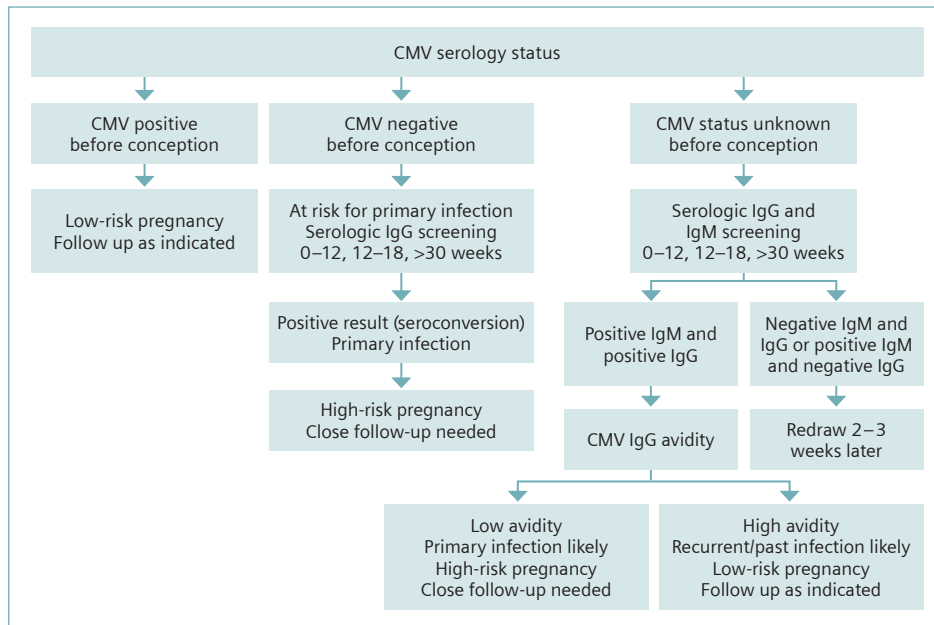 CMV serology status
CMV positive
before conception
Low-risk pregnancy
Follow up as indicated
CMV negative
before conception
At risk for primary infection
Serologic IgG screening
0–12, 12–18, >30 weeks
Positive result (seroconversion)
Primary infection
High-risk pregnancy
Close follow-up needed
CMV status unknown
before conception
Serologic IgG and
IgM screening
0–12, 12–18, >30 weeks
Positive IgM and
positive IgG
Negative IgM and
IgG or positive IgM
and negative IgG
CMV IgG avidity
Redraw 2–3
weeks later
Low avidity
Primary infection likely
High-risk pregnancy
Close follow-up needed
High avidity
Recurrent/past infection likely
Low-risk pregnancy
Follow up as indicated